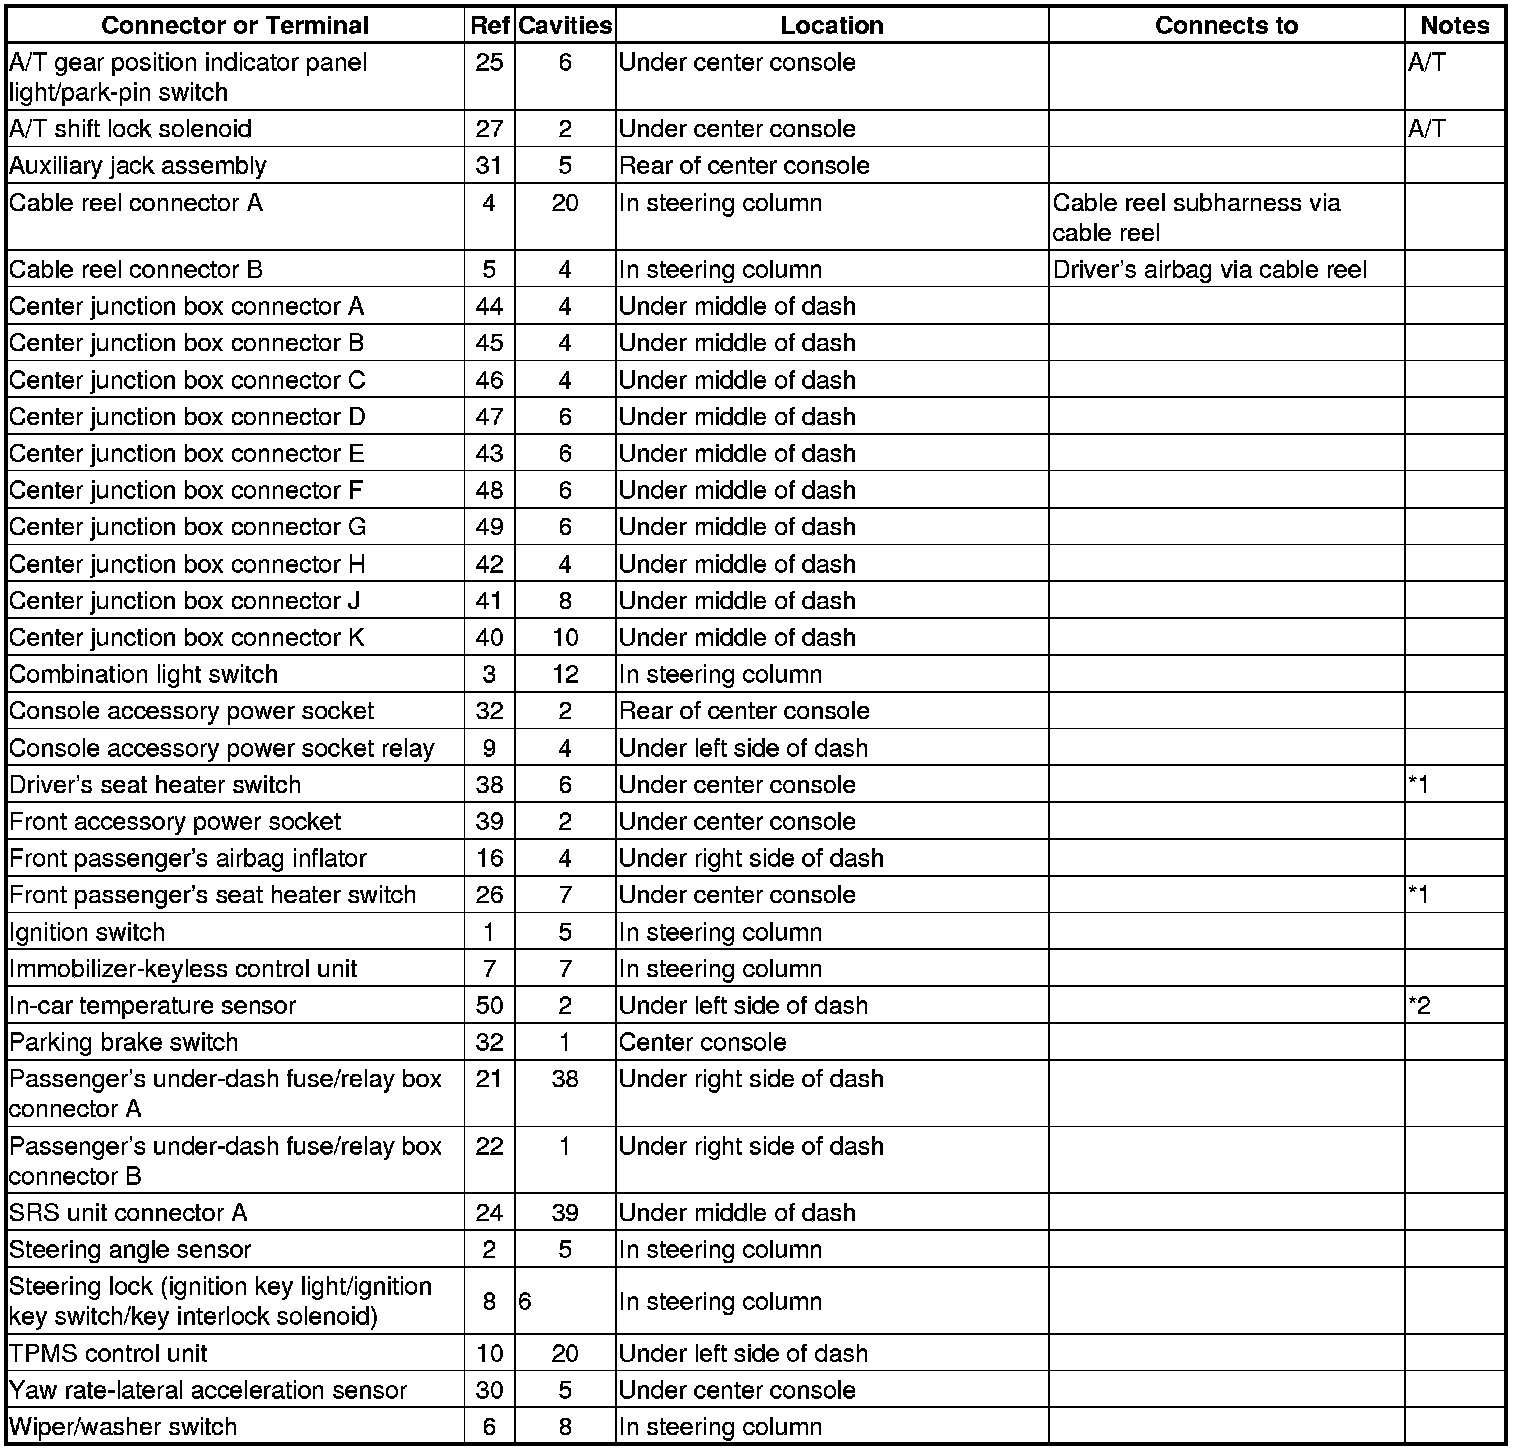 Connector or Terminal Ref Cavities Location Connects to Notes
A/T gear position indicator panel 25 6 Under center console A/T
light/park-pin switch
A/T shift lock solenoid 27 2 Under center console A/T
Auxiliary jack assembly 31 5 Rear of center console
Cable reel connector A 4 20 In steering column Cable reel subharness via
cable reel
Cable reel connector B 5 4 In steering column Driver's airbag via cable reel
Center junction box connector A 44 4 Under middle of dash
Center junction box connector B 45 4 Under middle of dash
Center junction box connector C 46 4 Under middle of dash
Center junction box connector D 47 6 Under middle of dash
Center junction box connector E 43 6 Under middle of dash
Center junction box connector F 48 6 Under middle of dash
Center junction box connector G 49 6 Under middle of dash
Center junction box connector H 42 4 Under middle of dash
Center junction box connector J 41 8 Under middle of dash
Center junction box connector K 40 10 Under middle of dash
Combination light switch 3 12 In steering column
Console accessory power socket 32 2 Rear of center console
Console accessory power socket relay 9 4 Under left side of dash
Driver's seat heater switch 38 6 Under center console *1
Front accessory power socket 39 2 Under center console
Front passenger's airbag inflator 16 4 Under right side of dash
Front passenger's seat heater switch 26 7 Under center console *1
Ignition switch 1 5 In steering column
Immobilizer-keyless control unit 7 7 In steering column
In-car temperature sensor 50 2 Under left side of dash *2
Parking brake switch 32 1 Center console
Passenger's under-dash fuse/relay box 21 38 Under right side of dash
connector A
Passenger's under-dash fuse/relay box 22 1 Under right side of dash
connector B
SRS unit connector A 24 39 Under middle of dash
Steering angle sensor 2 5 In steering column
Steering lock (ignition key light/ignition
key switch/key interlock solenoid) 8 6 In steering column
TPMS control unit 10 20 Under left side of dash
Yaw rate-lateral acceleration sensor 30 5 Under center console
Wiper/washer switch 6 8 In steering column